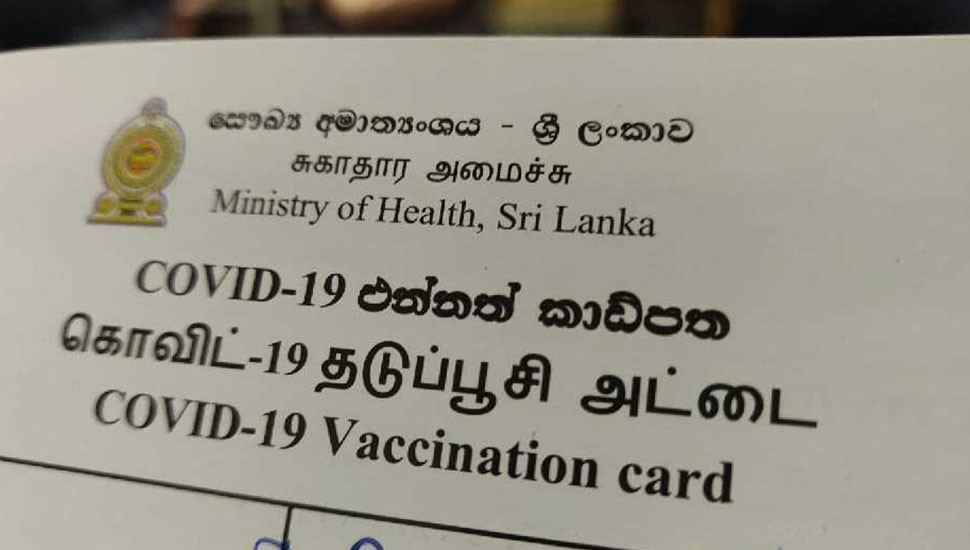 සෞඛ්‍ය අමාත්‍යංශය - ශ්‍රී ලංකාව
சுகாதார அமைச்சு
Ministry of Health, Sri Lanka
COVID-19 එන්නත් කාඩ්පත
கொவிட்-19 தடுப்பூசி அட்டை
COVID-19 Vaccination card